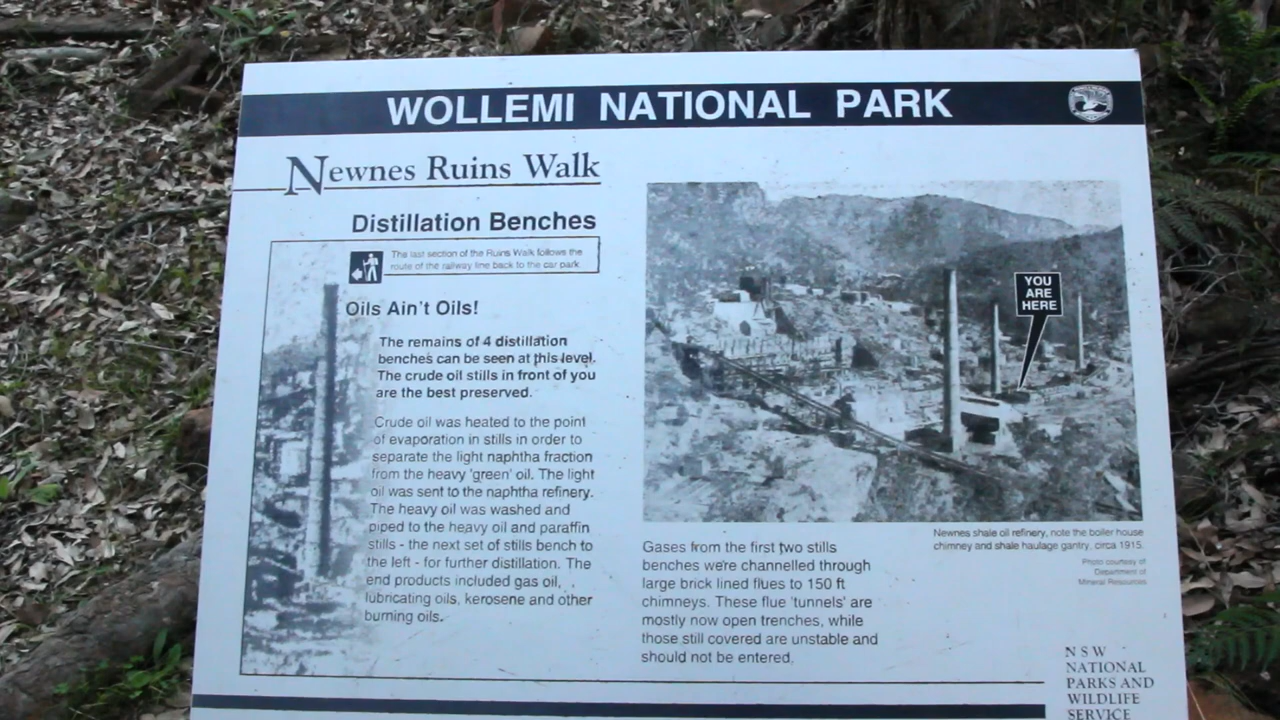 WOLLEMI NATIONAL PARK
Newnes Ruins Walk
Distillation Benches
The last section of the Ruins Walk follows the
route of the railway line back to the car park
Oils Ain't Oils!
The remains of 4 distillation
benches can be seen at this level.
The crude oil stills in front of you
are the best preserved.
Crude oil was heated to the point
of evaporation in stills in order to
separate the light naphtha fraction
from the heavy 'green' oil. The light
oil was sent to the naphtha refinery.
The heavy oil was washed and
piped to the heavy oil and paraffin
stills - the next set of stills bench to
the left - for further distillation. The
end products included gas oil,
lubricating oils, kerosene and other
burning oils.
YOU
ARE
HERE
Newnes shale oil refinery, note the boiler house
chimney and shale haulage gantry, circa 1915.
Photo courtesy of
Department of
Mineral Resources
Gases from the first two stills
benches were channelled through
large brick lined flues to 150 ft
chimneys. These flue 'tunnels' are
mostly now open trenches, while
those still covered are unstable and
should not be entered.
NSW
NATIONAL
PARKS AND
WILDLIFE
SERVICE